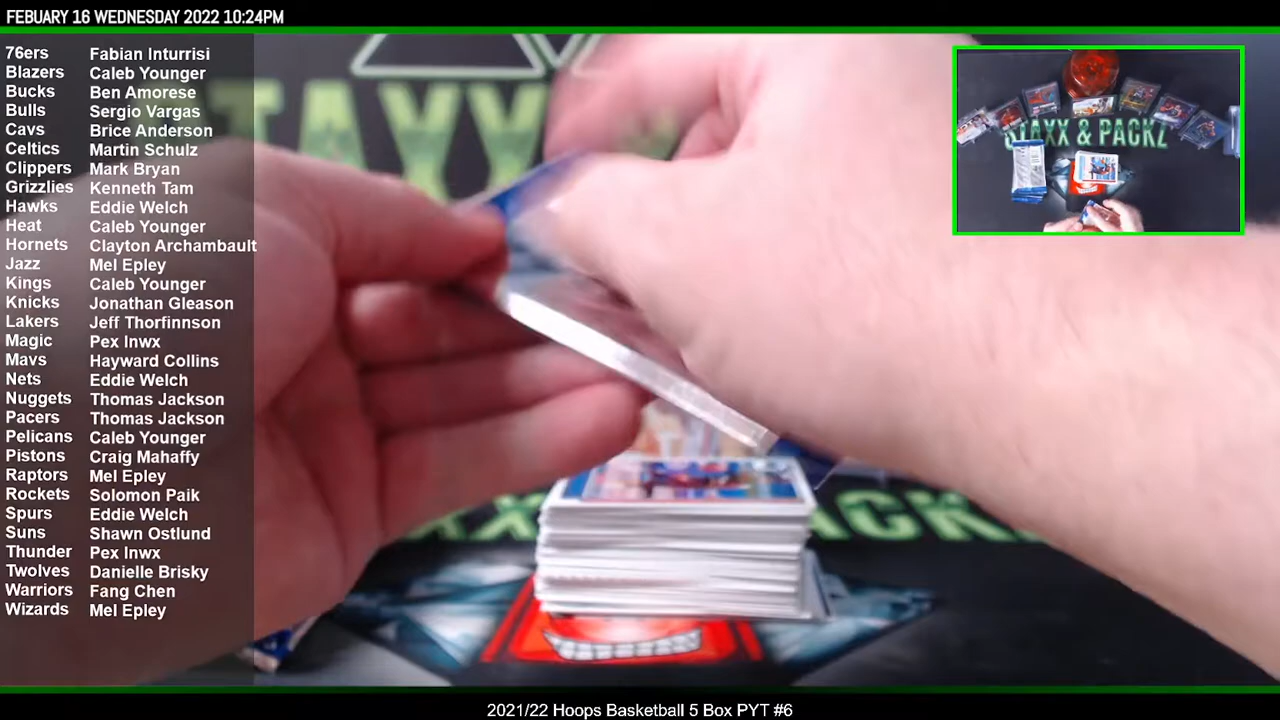 FEBUARY 16 WEDNESDAY 2022 10:24PM
76ers Fabian Inturrisi
Blazers Caleb Younger
Bucks Ben Amorese
Bulls Sergio Vargas
Cavs Brice Anderson
Celtics Martin Schulz
Clippers Mark Bryan
Grizzlies Kenneth Tam
Hawks Eddie Welch
Heat Caleb Younger
Hornets Clayton Archambault
Jazz Mel Epley
Kings Caleb Younger
Knicks Jonathan Gleason
Lakers Jeff Thorfinnson
Magic Pex Inwx
Mavs Hayward Collins
Nets Eddie Welch
Nuggets Thomas Jackson
Pacers Thomas Jackson
Pelicans Caleb Younger
Pistons Craig Mahaffy
Raptors Mel Epley
Rockets Solomon Paik
Spurs Eddie Welch
Suns Shawn Ostlund
Thunder Pex Inwx
Twolves Danielle Brisky
Warriors Fang Chen
Wizards Mel Epley
STAXX & PACKZ
2021/22 Hoops Basketball 5 Box PYT #6